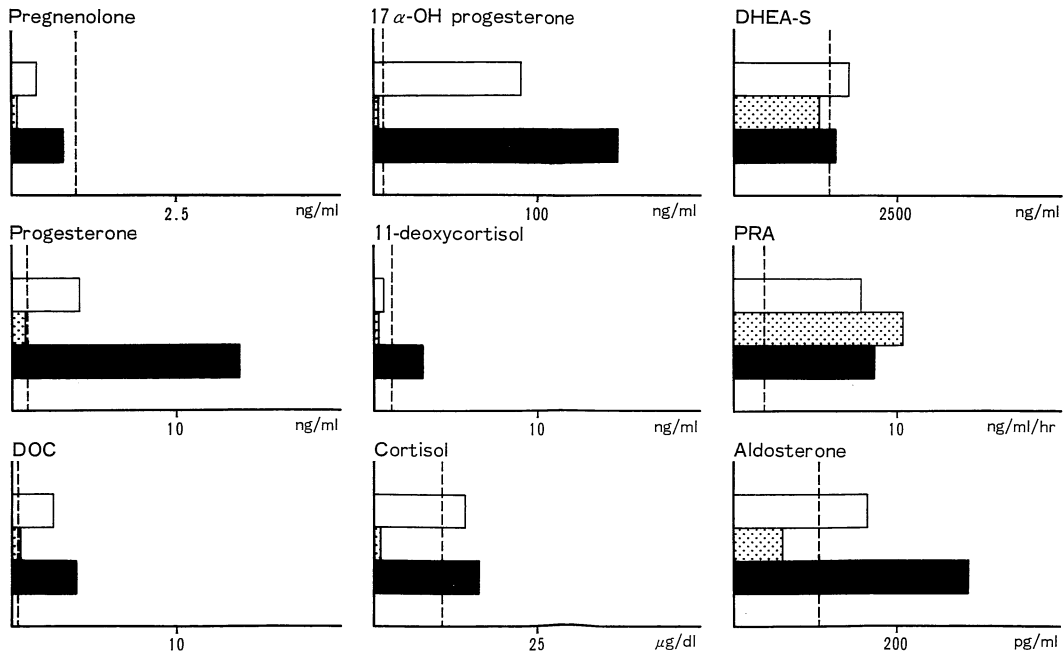 Pregnenolone
2.5 ng/ml
17 α-OH progesterone
100 ng/ml
DHEA-S
2500 ng/ml
Progesterone
10 ng/ml
11-deoxycortisol
10 ng/ml
PRA
10 ng/ml/hr
DOC
10
Cortisol
25 μg/dl
Aldosterone
200 pg/ml